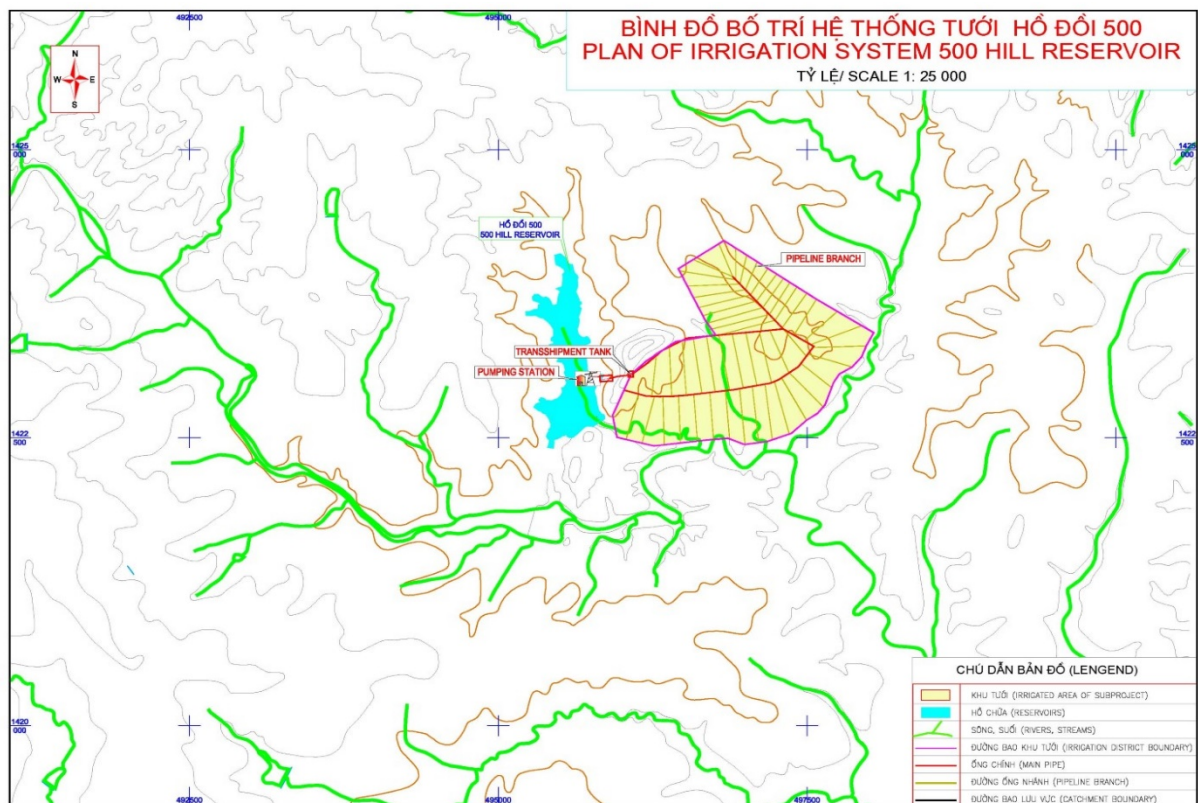 492500
495000
BÌNH ĐỒ BỐ TRÍ HỆ THỐNG TƯỚI HỒ ĐỒI 500
PLAN OF IRRIGATION SYSTEM 500 HILL RESERVOIR
TỶ LỆ/ SCALE 1: 25 000
N
W E
S
1425
000
1425
000
HỒ ĐỒI 500
500 HILL RESERVOIR
PIPELINE BRANCH
TRANSSHIPMENT TANK
PUMPING STATION
1422
500
1422
500
CHÚ DẪN BẢN ĐỒ (LENGEND)
KHU TƯỚI (IRRIGATED AREA OF SUBPROJECT)
HỒ CHỨA (RESERVOIRS)
SÔNG, SUỐI (RIVERS, STREAMS)
ĐƯỜNG BAO KHU TƯỚI (IRRIGATION DISTRICT BOUNDARY)
ỐNG CHÍNH (MAIN PIPE)
ĐƯỜNG ỐNG NHÁNH (PIPELINE BRANCH)
ĐƯỜNG BAO LƯU VỰC (CATCHMENT BOUNDARY)
1420
000
492500
495000
497500